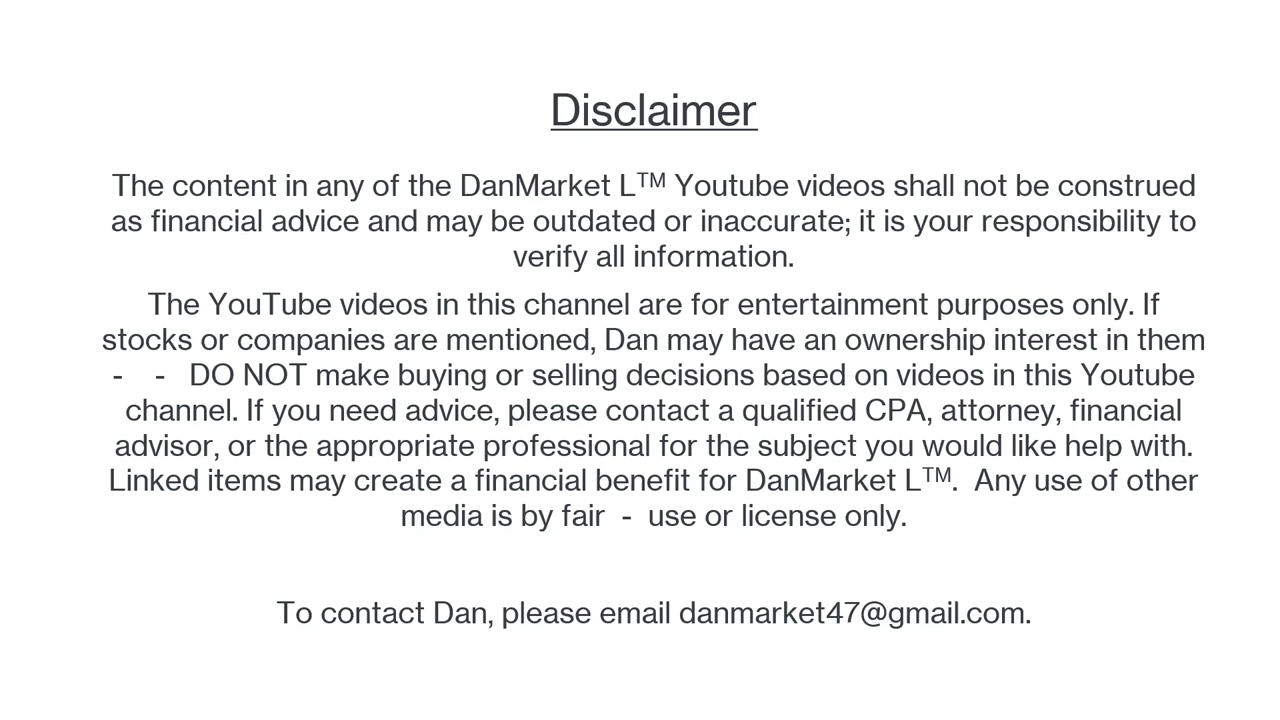 Disclaimer
The content in any of the DanMarket L™ Youtube videos shall not be construed
as financial advice and may be outdated or inaccurate; it is your responsibility to
verify all information.
The YouTube videos in this channel are for entertainment purposes only. If
stocks or companies are mentioned, Dan may have an ownership interest in them
- - DO NOT make buying or selling decisions based on videos in this Youtube
channel. If you need advice, please contact a qualified CPA, attorney, financial
advisor, or the appropriate professional for the subject you would like help with.
Linked items may create a financial benefit for DanMarket L™. Any use of other
media is by fair - use or license only.
To contact Dan, please email danmarket47@gmail.com.